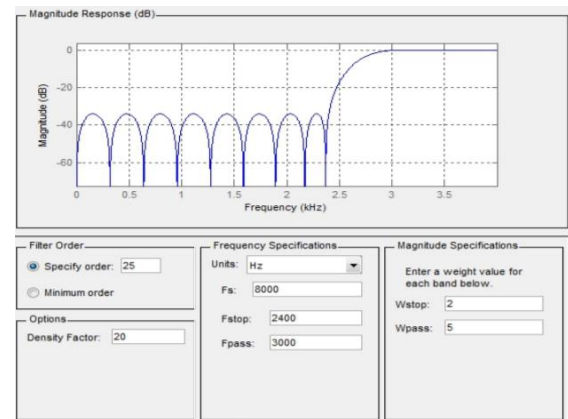 Magnitude Response (dB)
0
-20
-40
-60
Magnitude (dB)
0 0.5 1 1.5 2 2.5 3 3.5
Frequency (kHz)
Filter Order
Specify order: 25
Minimum order
Options
Density Factor: 20
Frequency Specifications
Units: Hz
Fs: 8000
Fstop: 2400
Fpass: 3000
Magnitude Specifications
Enter a weight value for
each band below.
Wstop: 2
Wpass: 5